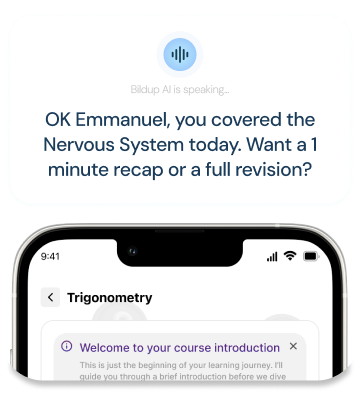 Bildup AI is speaking...
OK Emmanuel, you covered the
Nervous System today. Want a 1
minute recap or a full revision?
9:41
Trigonometry
Welcome to your course introduction
This is just the beginning of your learning journey. I'll
guide you through a brief introduction before we dive